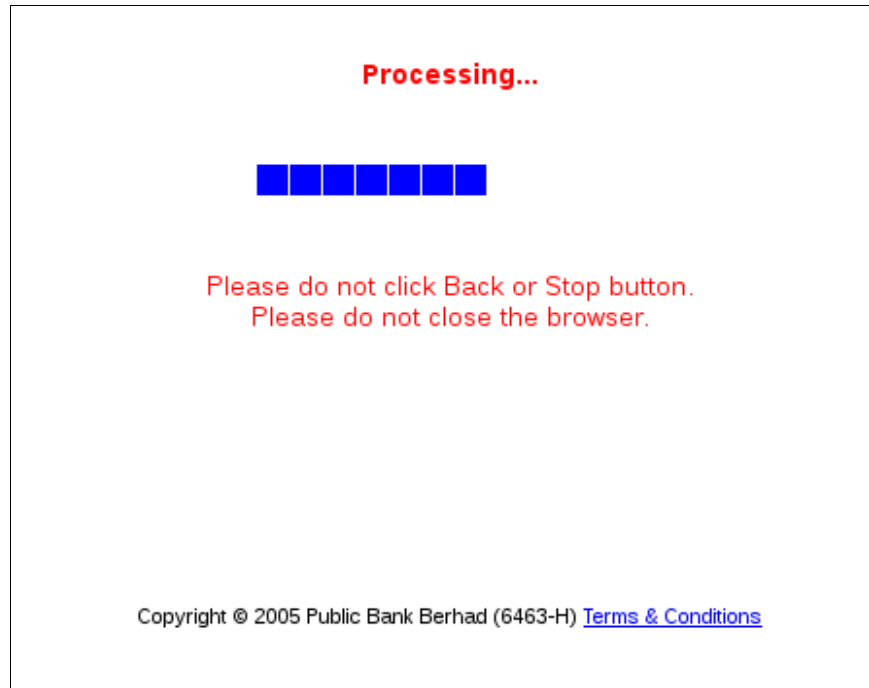 Processing...
Please do not click Back or Stop button.
Please do not close the browser.
Copyright © 2005 Public Bank Berhad (6463-H) Terms & Conditions